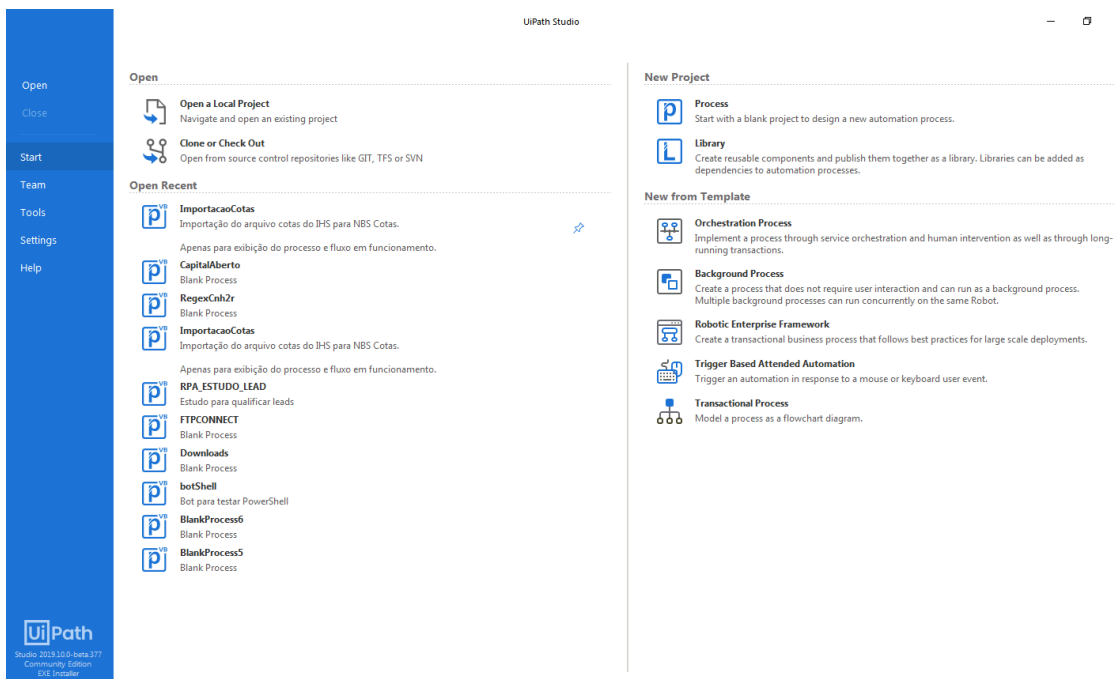 UiPath Studio
Open
Close
Start
Team
Tools
Settings
Help
UiPath
Studio 2019.10.0-beta.377
Community Edition
EXE Installer
Open
Open a Local Project
Navigate and open an existing project
Clone or Check Out
Open from source control repositories like GIT, TFS or SVN
Open Recent
VB
ImportacaoCotas
Importação do arquivo cotas do IHS para NBS Cotas.
Apenas para exibição do processo e fluxo em funcionamento.
VB
CapitalAberto
Blank Process
VB
RegexCnh2r
Blank Process
VB
ImportacaoCotas
Importação do arquivo cotas do IHS para NBS Cotas.
Apenas para exibição do processo e fluxo em funcionamento.
VB
RPA_ESTUDO_LEAD
Estudo para qualificar leads
VB
FTPCONNECT
Blank Process
VB
Downloads
Blank Process
VB
botShell
Bot para testar PowerShell
VB
BlankProcess6
Blank Process
VB
BlankProcess5
Blank Process
New Project
Process
Start with a blank project to design a new automation process.
Library
Create reusable components and publish them together as a library. Libraries can be added as
dependencies to automation processes.
New from Template
Orchestration Process
Implement a process through service orchestration and human intervention as well as through long-
running transactions.
Background Process
Create a process that does not require user interaction and can run as a background process.
Multiple background processes can run concurrently on the same Robot.
Robotic Enterprise Framework
Create a transactional business process that follows best practices for large scale deployments.
Trigger Based Attended Automation
Trigger an automation in response to a mouse or keyboard user event.
Transactional Process
Model a process as a flowchart diagram.